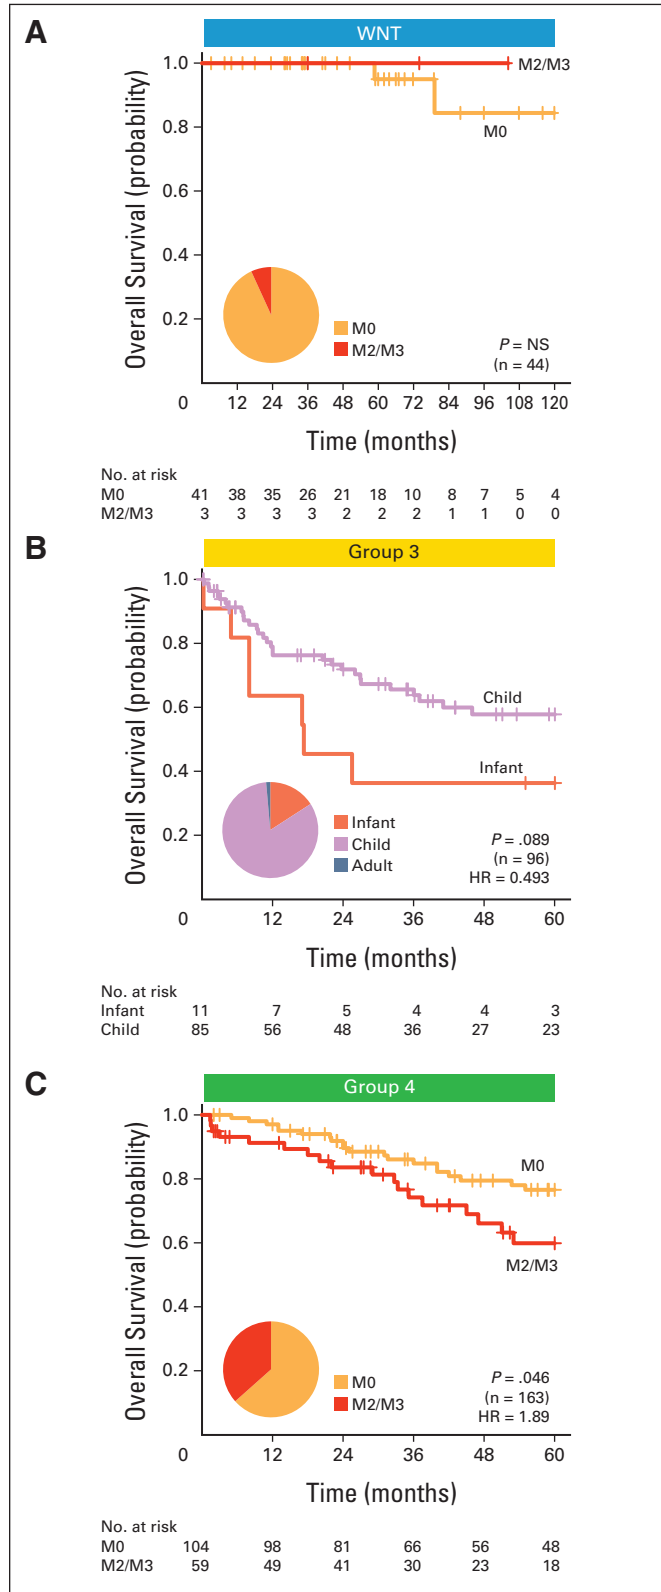 A
WNT
Overall Survival (probability)
1.0
0.8
0.6
0.4
0.2
0
M2/M3
M0
M0
M2/M3
P = NS
(n = 44)
12 24 36 48 60 72 84 96 108 120
Time (months)
No. at risk
M0 41 38 35 26 21 18 10 8 7 5 4
M2/M3 3 3 3 3 2 2 2 1 1 0 0
B
Group 3
Overall Survival (probability)
1.0
0.8
0.6
0.4
0.2
0
Child
Infant
Infant
Child
Adult
P = .089
(n = 96)
HR = 0.493
12 24 36 48 60
Time (months)
No. at risk
Infant 11 7 5 4 4 3
Child 85 56 48 36 27 23
C
Group 4
Overall Survival (probability)
1.0
0.8
0.6
0.4
0.2
0
M0
M2/M3
M0
M2/M3
P = .046
(n = 163)
HR = 1.89
12 24 36 48 60
Time (months)
No. at risk
M0 104 98 81 66 56 48
M2/M3 59 49 41 30 23 18